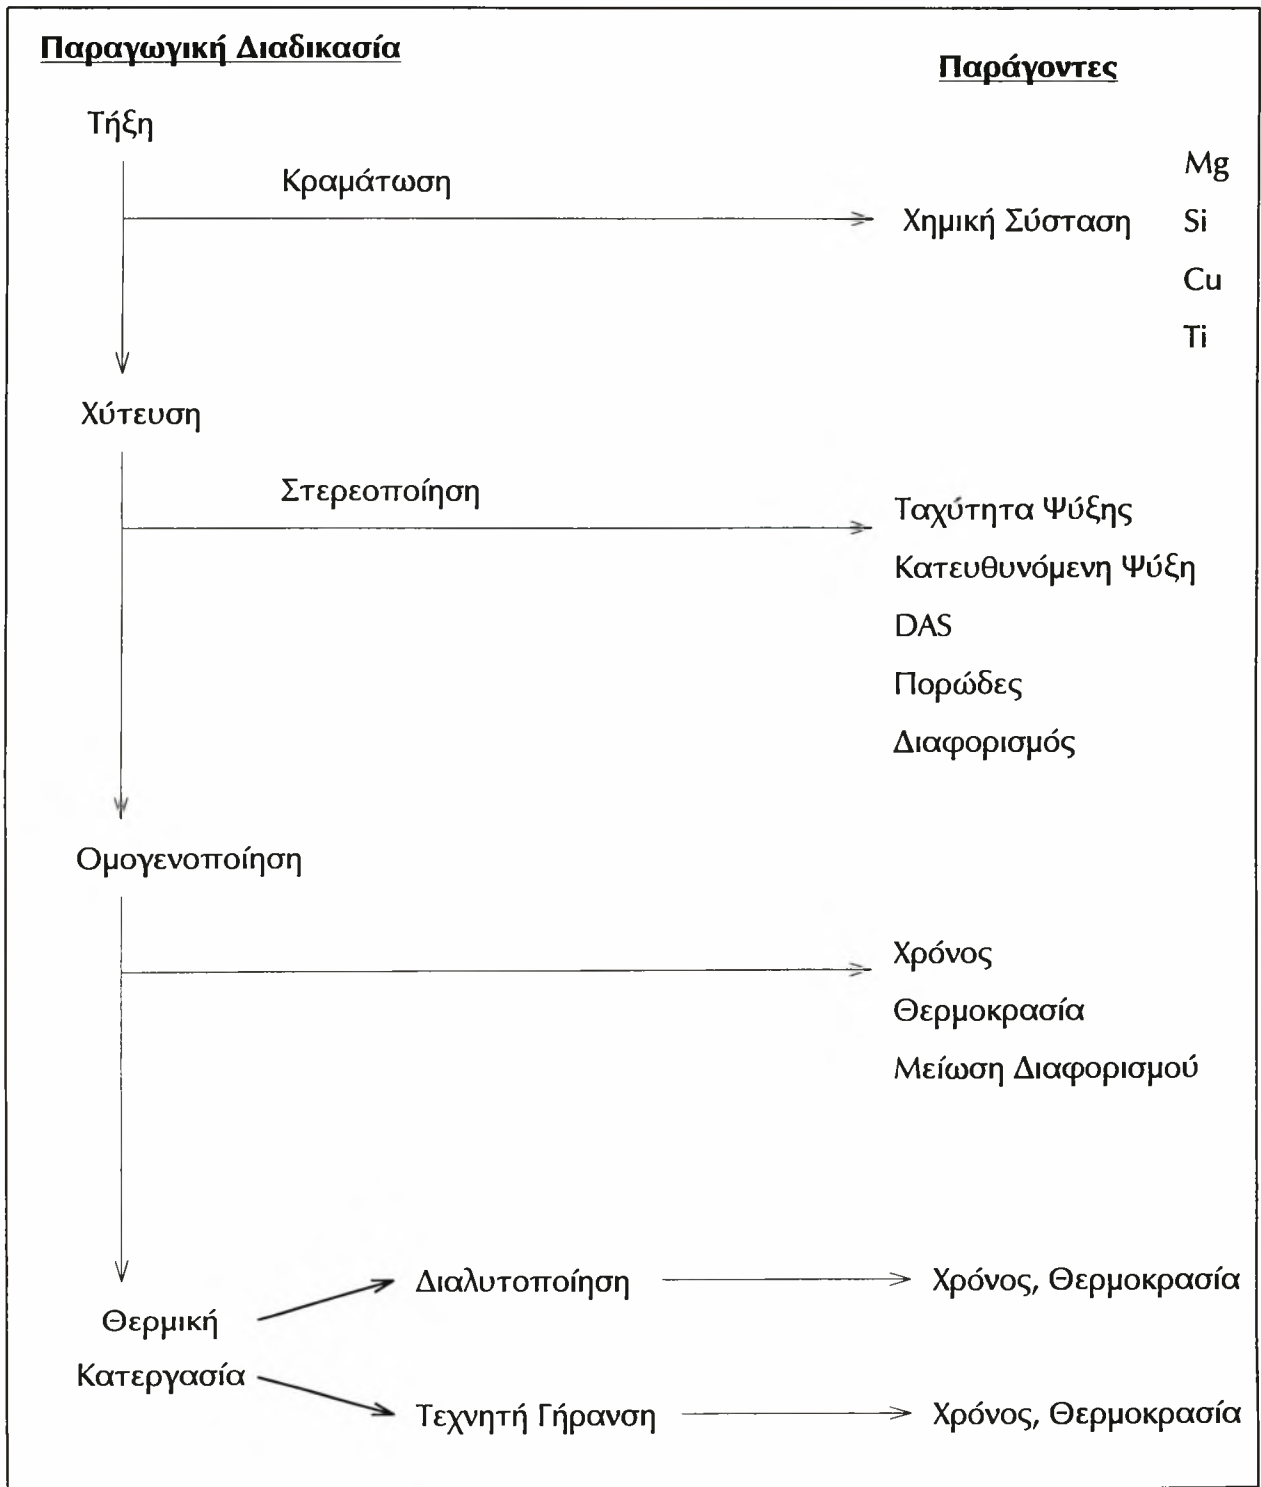 Παραγωγική Διαδικασία
Παράγοντες
Τήξη
Κραμάτωση
Χημική Σύσταση
Mg
Si
Cu
Ti
Χύτευση
Στερεοποίηση
Ταχύτητα Ψύξης
Κατευθυνόμενη Ψύξη
DAS
Πορώδες
Διαφορισμός
Ομογενοποίηση
Χρόνος
Θερμοκρασία
Μείωση Διαφορισμού
Θερμική
Κατεργασία
Διαλυτοποίηση
Χρόνος, Θερμοκρασία
Τεχνητή Γήρανση
Χρόνος, Θερμοκρασία